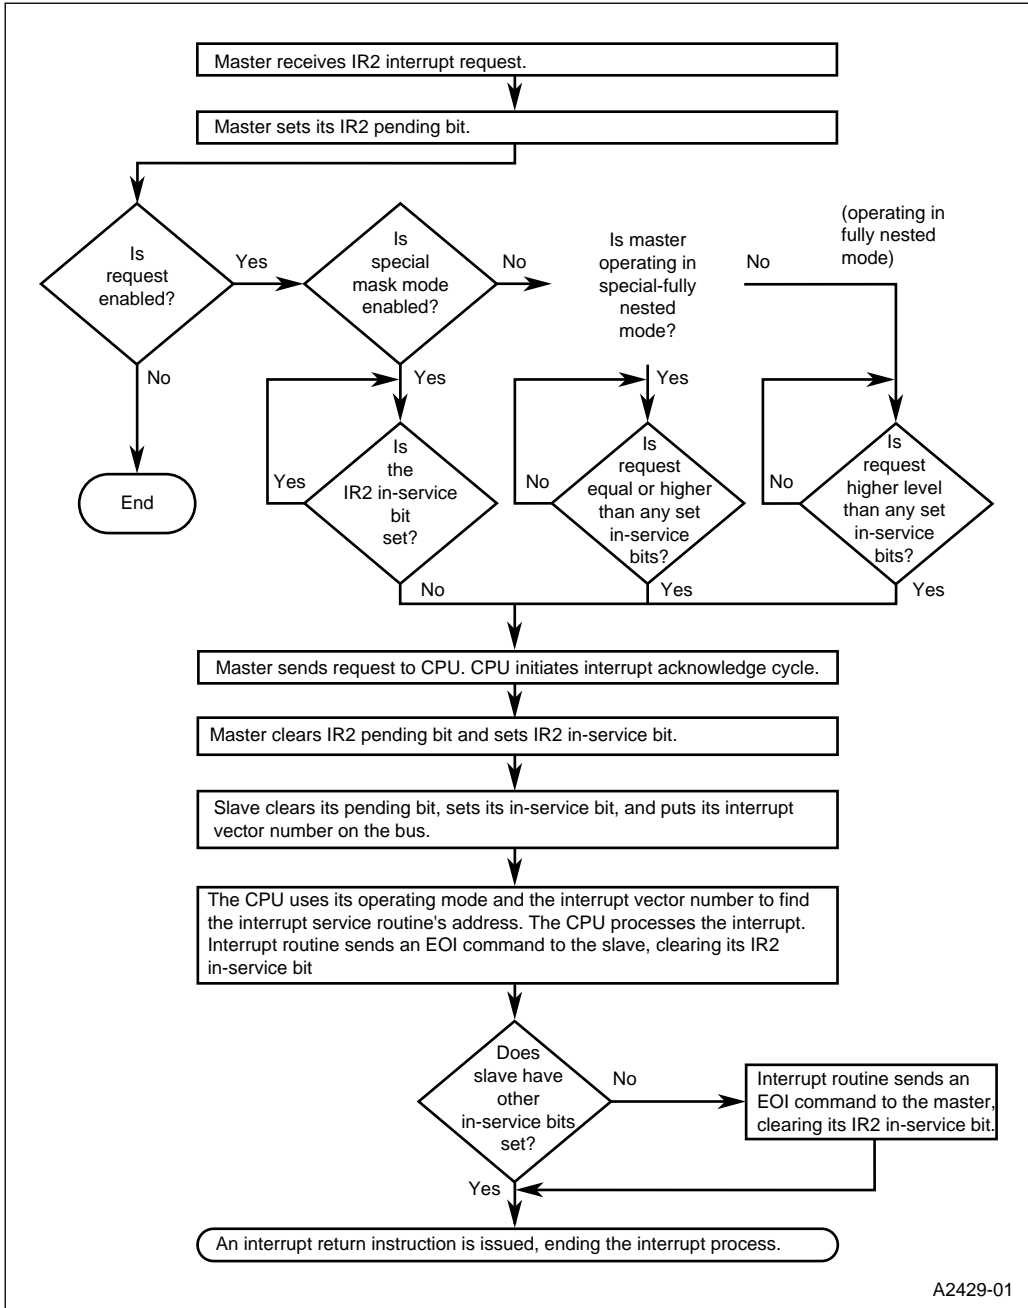 Master receives IR2 interrupt request.
Master sets its IR2 pending bit.
Is
request
enabled?
Yes
No
End
Is
special
mask mode
enabled?
No
Yes
Is master
operating in
special-fully
nested
mode?
No
Yes
(operating in
fully nested
mode)
Is
the
IR2 in-service
bit
set?
Yes
No
Is
request
equal or higher
than any set
in-service
bits?
No
Yes
Is
request
higher level
than any set
in-service
bits?
No
Yes
Master sends request to CPU. CPU initiates interrupt acknowledge cycle.
Master clears IR2 pending bit and sets IR2 in-service bit.
Slave clears its pending bit, sets its in-service bit, and puts its interrupt
vector number on the bus.
The CPU uses its operating mode and the interrupt vector number to find
the interrupt service routine's address. The CPU processes the interrupt.
Interrupt routine sends an EOI command to the slave, clearing its IR2
in-service bit
Does
slave have
other
in-service bits
set?
No
Yes
Interrupt routine sends an
EOI command to the master,
clearing its IR2 in-service bit.
An interrupt return instruction is issued, ending the interrupt process.
A2429-01